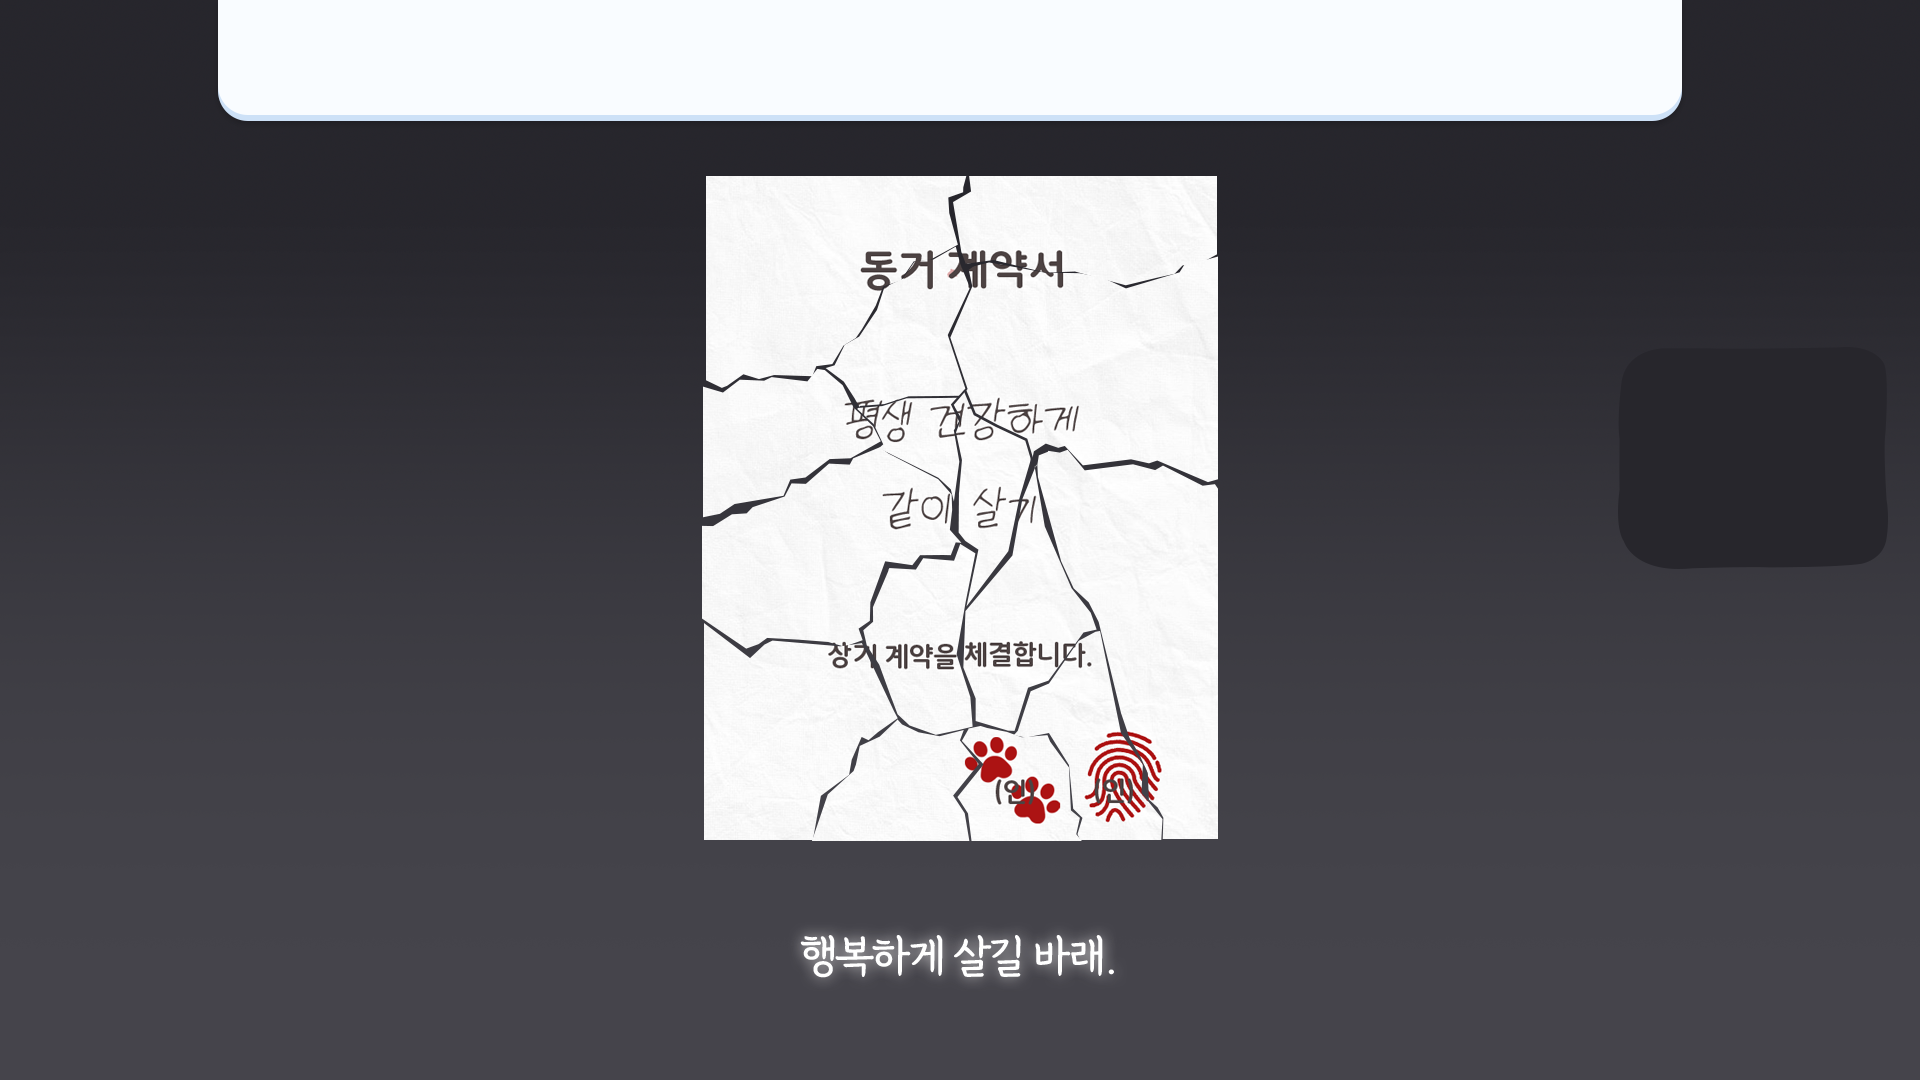 동거 계약서
평생 건강하게
같이 살기
상기 계약을 체결합니다.
(인) (인)
행복하게 살길 바래.